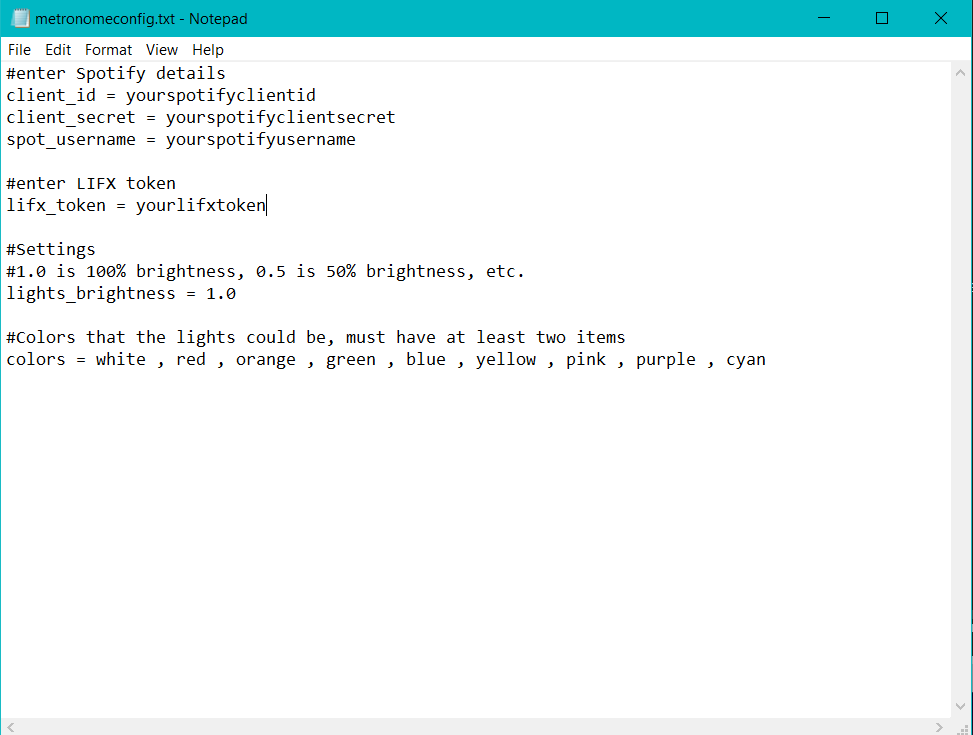 metronomeconfig.txt - Notepad
File Edit Format View Help
#enter Spotify details
client_id = yourspotifyclientid
client_secret = yourspotifyclientsecret
spot_username = yourspotifyusername
#enter LIFX token
lifx_token = yourlifxtoken
#Settings
#1.0 is 100% brightness, 0.5 is 50% brightness, etc.
lights_brightness = 1.0
#Colors that the lights could be, must have at least two items
colors = white , red , orange , green , blue , yellow , pink , purple , cyan